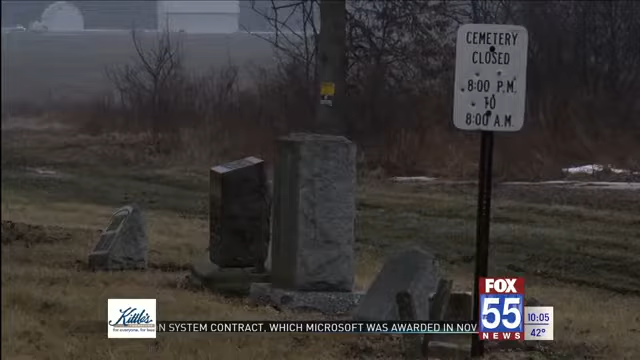 CEMETERY
CLOSED
8:00 P.M.
TO
8:00 A.M.
FOX
55
NEWS
10:05
42°
Kittle's
N SYSTEM CONTRACT, WHICH MICROSOFT WAS AWARDED IN NOV